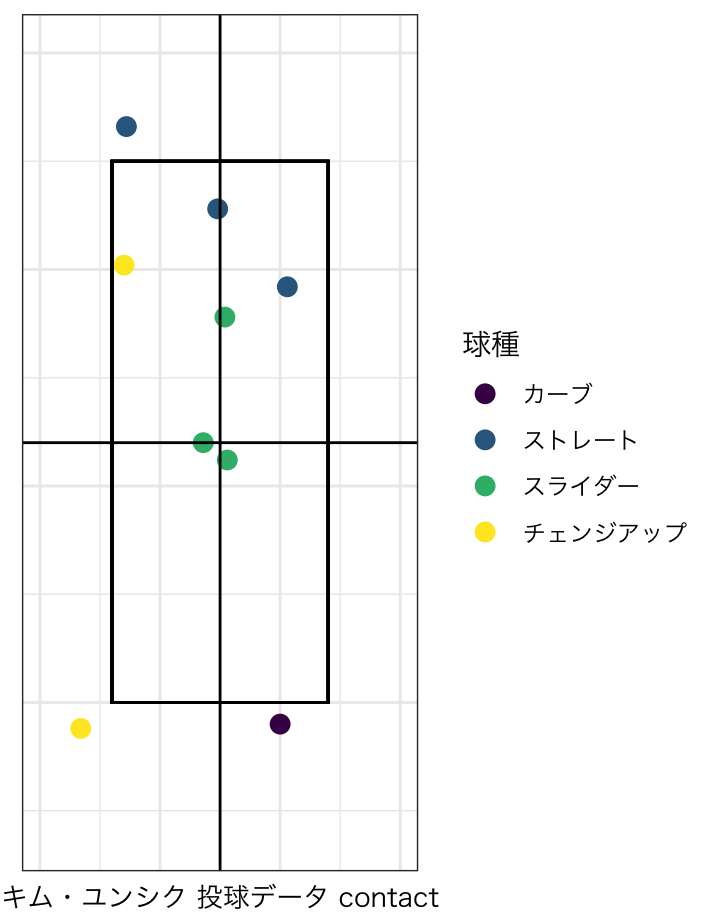 球種
カーブ
ストレート
スライダー
チェンジアップ
キム・ユンシク 投球データ contact